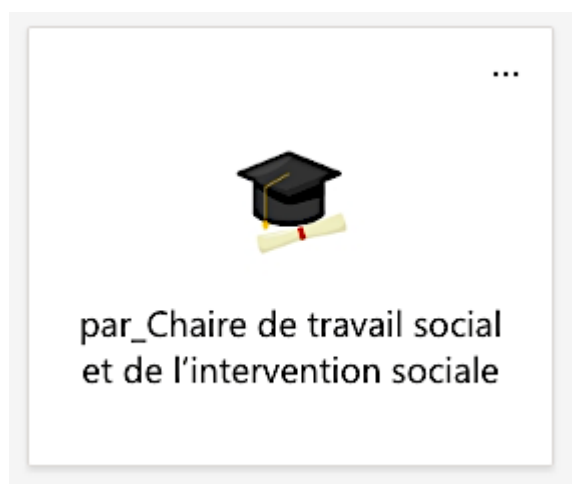 ...
par_Chaire de travail social
et de l’intervention sociale